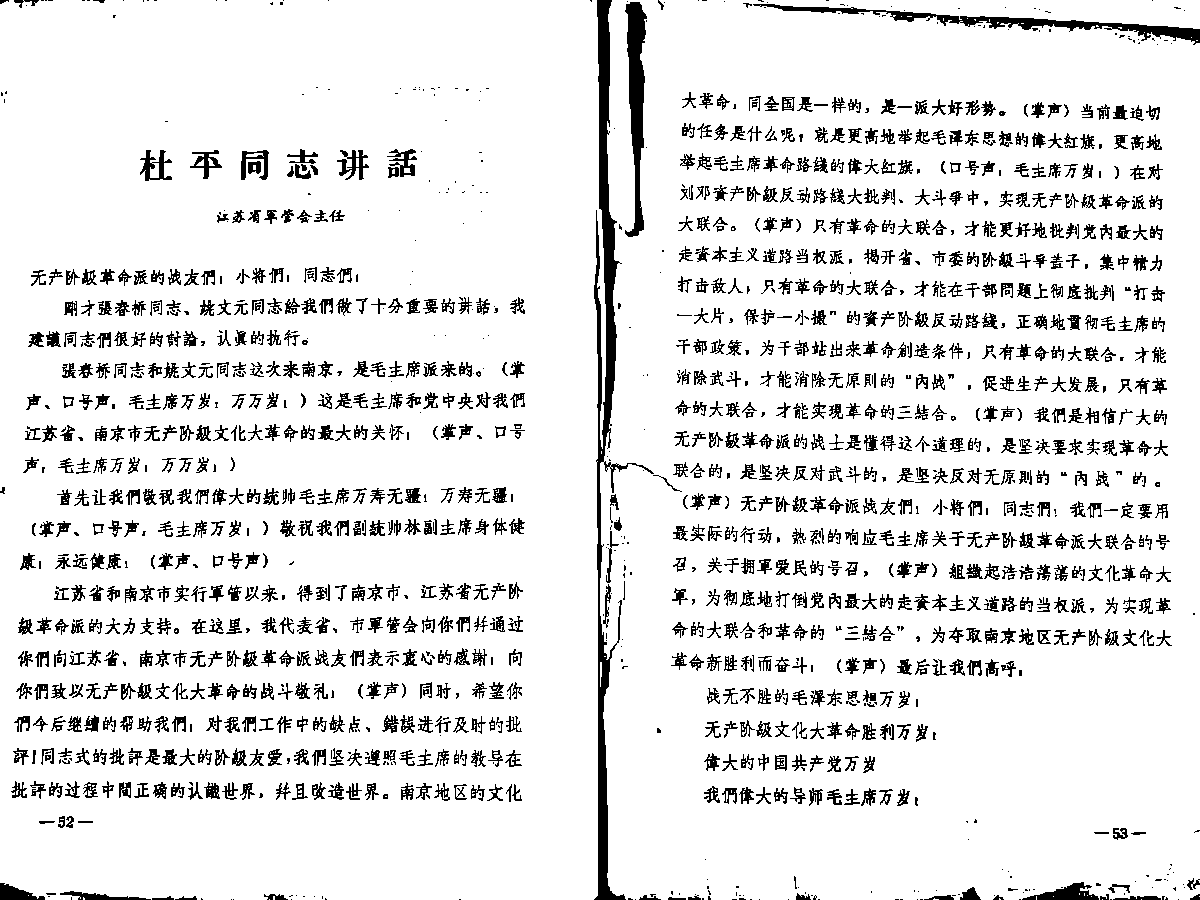 杜平同志讲話
江苏省軍管会主任
无产阶級革命派的战友們！小將們！同志們！
剛才張春桥同志、姚文元同志給我們做了十分重要的讲話，我
建議同志們很好的討論，认眞的执行。
張春桥同志和姚文元同志这次来南京，是毛主席派来的。（掌
声、口号声，毛主席万岁！万万岁！）这是毛主席和党中央对我們
江苏省、南京市无产阶級文化大革命的最大的关怀！（掌声、口号
声：毛主席万岁！万万岁！）
首先让我們敬祝我們偉大的統帅毛主席万寿无疆！万寿无疆！
（掌声、口号声，毛主席万岁！）敬祝我們副統帅林副主席身体健
康！永远健康！（掌声、口号声）
江苏省和南京市实行軍管以来，得到了南京市、江苏省无产阶
級革命派的大力支持。在这里，我代表省、市軍管会向你們幷通过
你們向江苏省、南京市无产阶級革命派战友們表示衷心的感謝！向
你們致以无产阶級文化大革命的战斗敬礼！（掌声）同时，希望你
們今后继續的帮助我們！对我們工作中的缺点、錯誤进行及时的批
評！同志式的批評是最大的阶級友爱，我們坚决遵照毛主席的教导在
批評的过程中間正确的认識世界，幷且改造世界。南京地区的文化
—52—
大革命，同全国是一样的，是一派大好形势。（掌声）当前最迫切
的任务是什么呢？就是更高地举起毛澤东思想的偉大红旗，更高地
举起毛主席革命路綫的偉大红旗，（口号声：毛主席万岁！）在对
刘邓資产阶級反动路綫大批判、大斗爭中，实现无产阶級革命派的
大联合。（掌声）只有革命的大联合，才能更好地批判党內最大的
走資本主义道路当权派，揭开省、市委的阶級斗爭盖子，集中精力
打击敌人；只有革命的大联合，才能在干部問題上彻底批判“打击
一大片，保护一小撮”的資产阶級反动路綫，正确地貫彻毛主席的
干部政策，为干部站出来革命創造条件；只有革命的大联合，才能
消除武斗，才能消除无原則的“內战”，促进生产大发展，只有革
命的大联合，才能实现革命的三結合。（掌声）我們是相信广大的
无产阶級革命派的战士是懂得这个道理的，是坚决要求实现革命大
联合的，是坚决反对武斗的，是坚决反对无原則的“內战”的。
（掌声）无产阶級革命派战友們！小將們！同志們！我們一定要用
最实际的行动，热烈的响应毛主席关于无产阶級革命派大联合的号
召，关于拥軍爱民的号召，（掌声）組織起浩浩荡荡的文化革命大
軍，为彻底地打倒党內最大的走資本主义道路的当权派，为实现革
命的大联合和革命的“三結合”，为夺取南京地区无产阶級文化大
革命新胜利而奋斗！（掌声）最后让我們高呼：
战无不胜的毛澤东思想万岁！
无产阶級文化大革命胜利万岁！
偉大的中国共产党万岁
我們偉大的导师毛主席万岁！
—53—